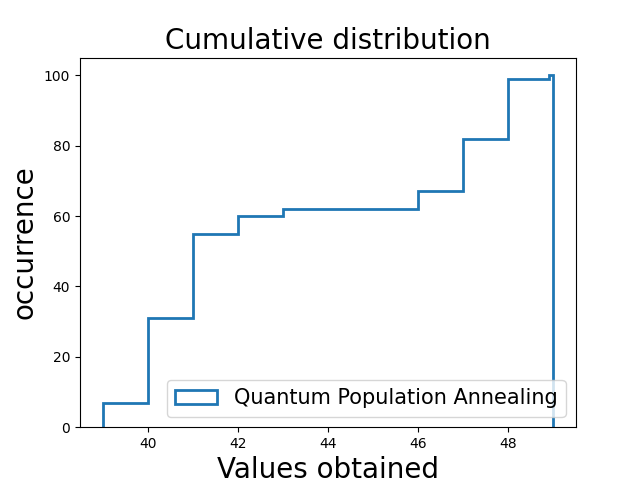 Cumulative distribution
100
80
60
40
20
0
occurrence
Quantum Population Annealing
40 42 44 46 48
Values obtained